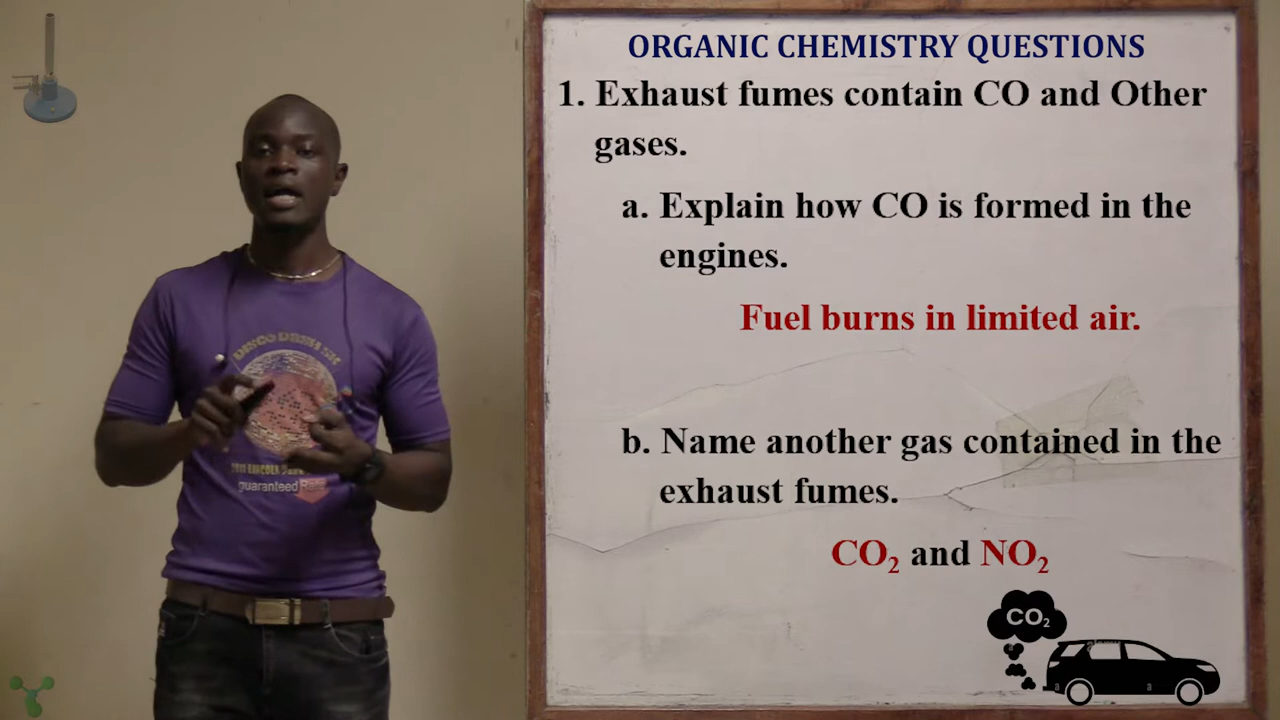 ORGANIC CHEMISTRY QUESTIONS
1. Exhaust fumes contain CO and Other
gases.
a. Explain how CO is formed in the
engines.
Fuel burns in limited air.
b. Name another gas contained in the
exhaust fumes.
CO₂ and NO₂
CO₂
guaranteed